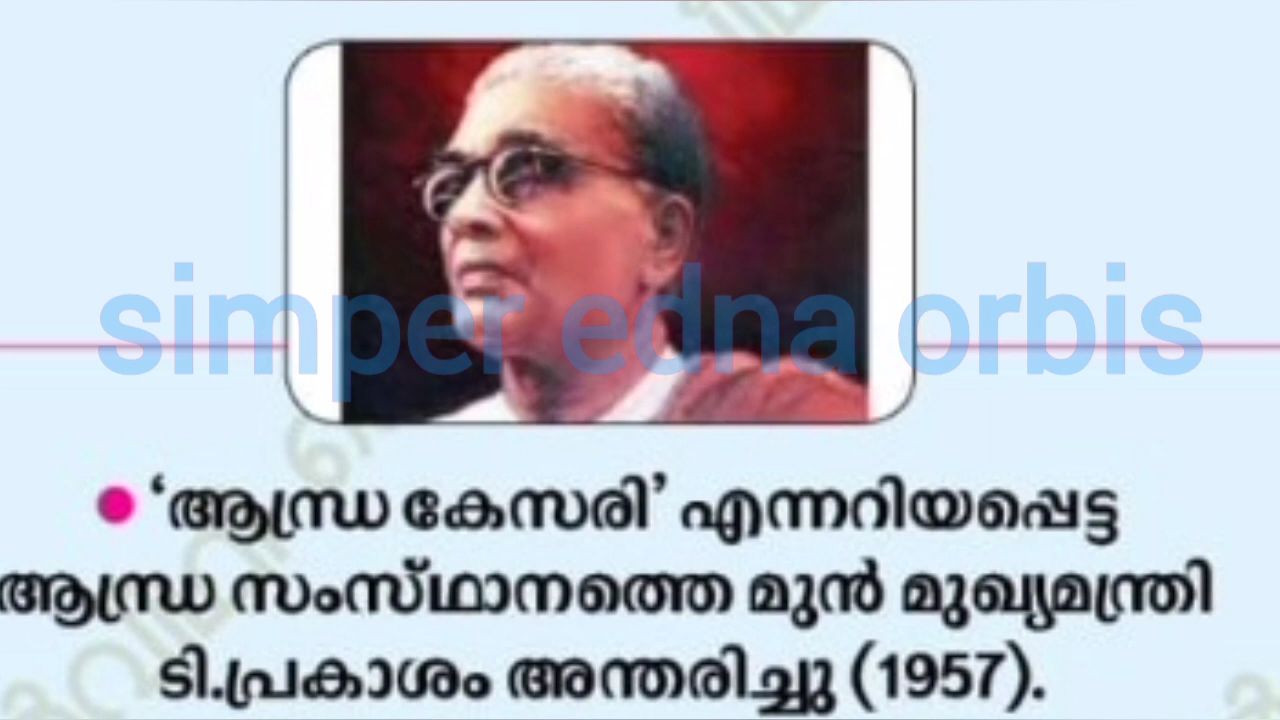 simper edna orbis
‘ആന്ധ്ര കേസരി’ എന്നറിയപ്പെട്ട
ആന്ധ്ര സംസ്ഥാനത്തെ മുൻ മുഖ്യമന്ത്രി
ടി.പ്രകാശം അന്തരിച്ചു (1957).